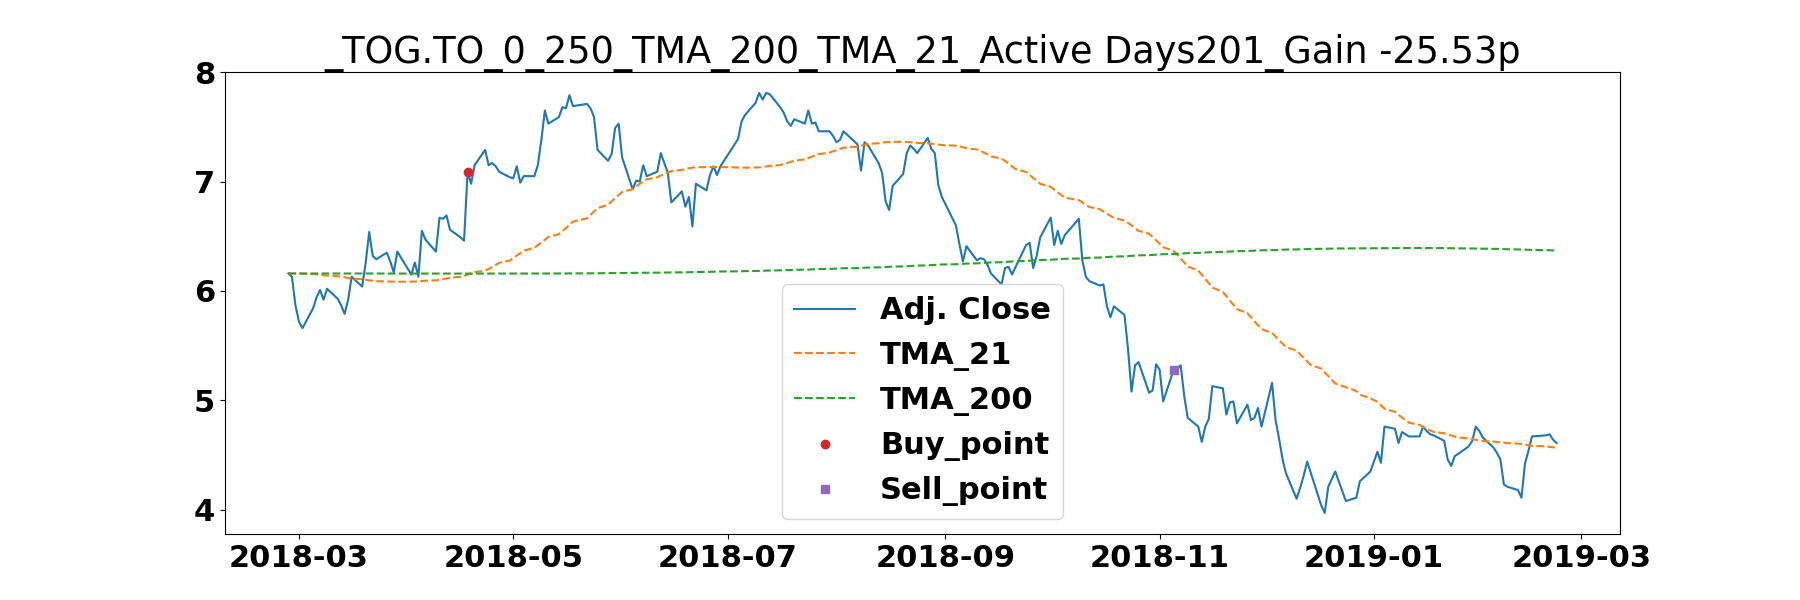 _TOG.TO_0_250_TMA_200_TMA_21_Active Days201_Gain -25.53p
8
7
6
5
4
Adj. Close
TMA_21
TMA_200
Buy_point
Sell_point
2018-03 2018-05 2018-07 2018-09 2018-11 2019-01 2019-03